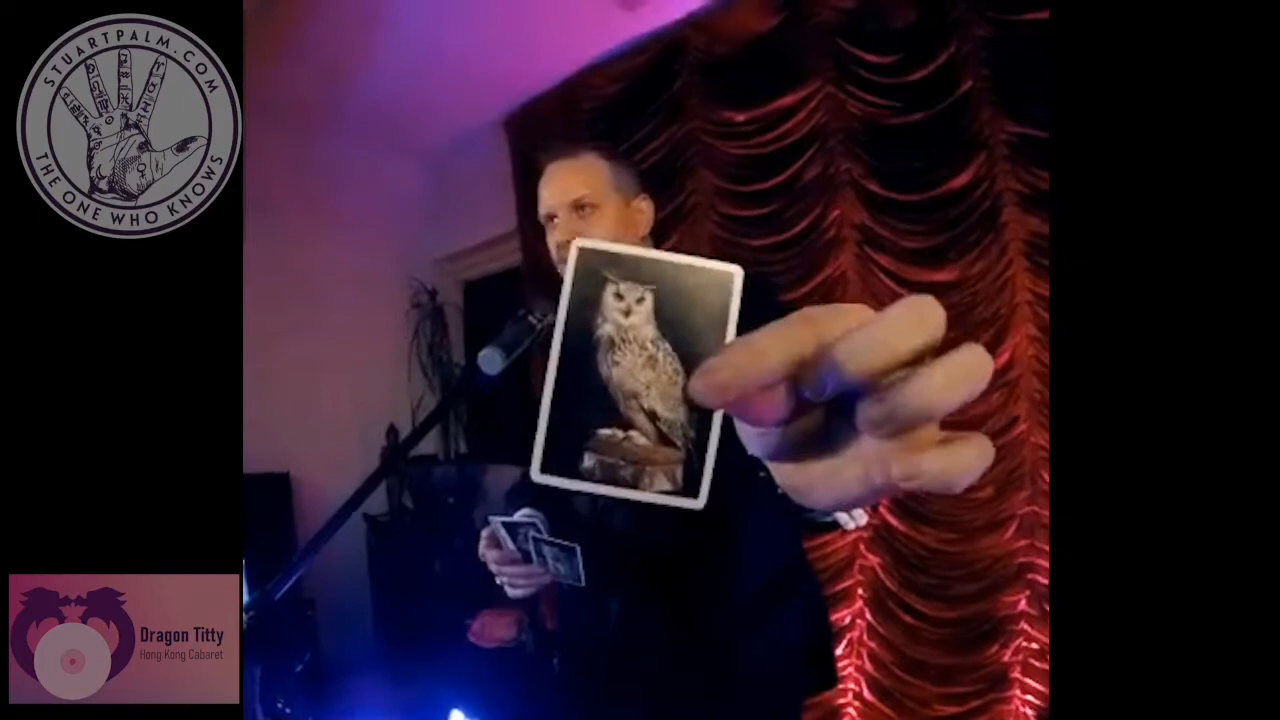 STUARTPALM.COM
THE ONE WHO KNOWS
Dragon Titty
Hong Kong Cabaret